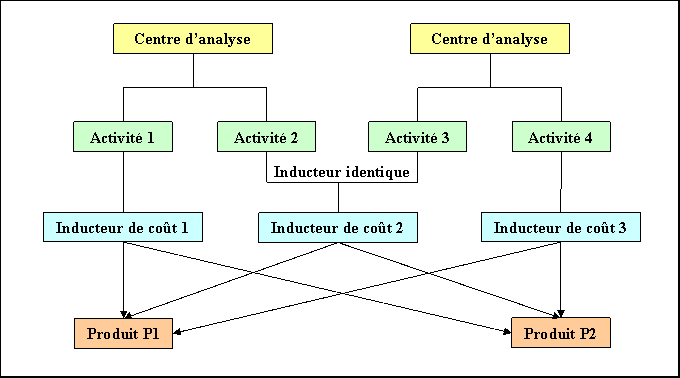 Centre d’analyse
Centre d’analyse
Activité 1
Activité 2
Activité 3
Activité 4
Inducteur identique
Inducteur de coût 1
Inducteur de coût 2
Inducteur de coût 3
Produit P1
Produit P2